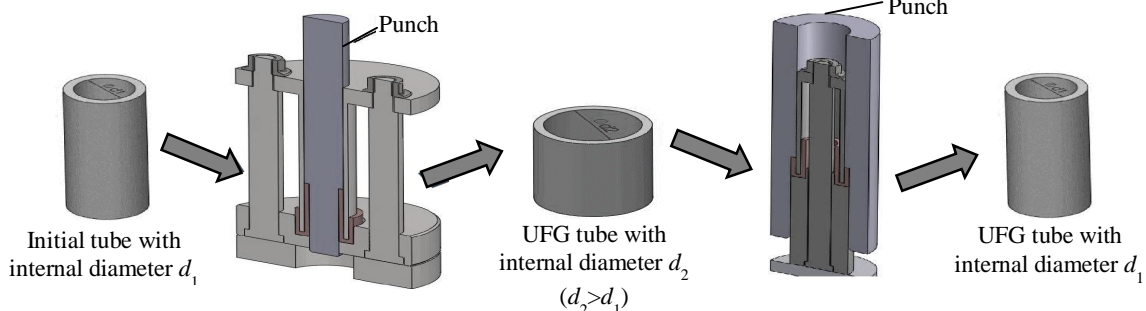 Punch
Punch
Initial tube with
internal diameter d₁
UFG tube with
internal diameter d₂
(d₂>d₁)
UFG tube with
internal diameter d₁